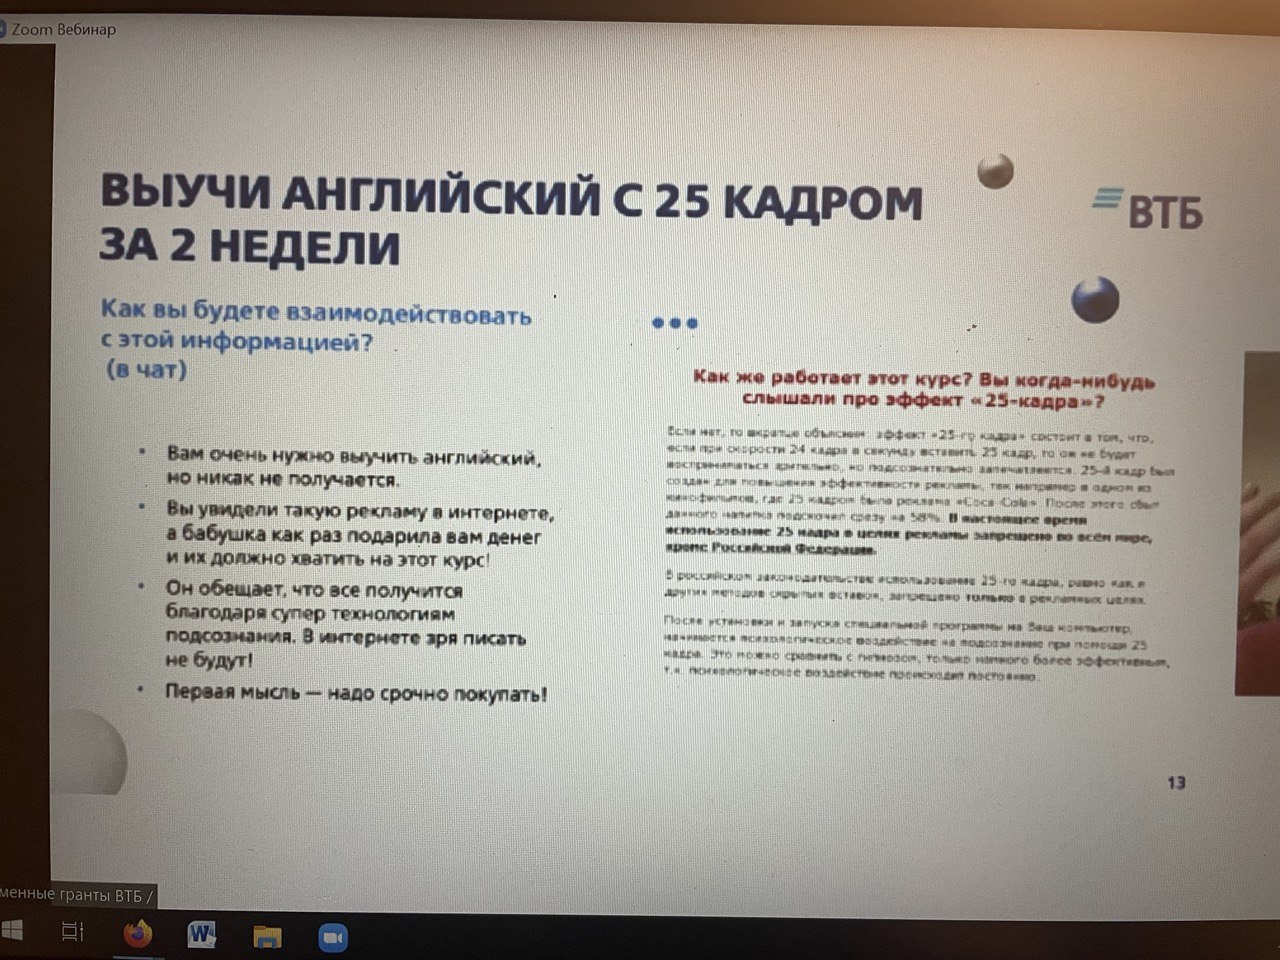 Zoom Вебинар
ВЫУЧИ АНГЛИЙСКИЙ С 25 КАДРОМ
ЗА 2 НЕДЕЛИ
ВТБ
Как вы будете взаимодействовать
с этой информацией?
(в чат)
• Вам очень нужно выучить английский,
но никак не получается.
• Вы увидели такую рекламу в интернете,
а бабушка как раз подарила вам денег
и их должно хватить на этот курс!
• Он обещает, что все получится
благодаря супер технологиям
подсознания. В интернете зря писать
не будут!
• Первая мысль — надо срочно покупать!
Как же работает этот курс? Вы когда-нибудь
слышали про эффект «25-кадра»?
Если нет, то вкратце объясним: эффект «25-го кадра» состоит в том, что,
если при скорости 24 кадра в секунду вставить 25 кадр, то он не будет
восприниматься зрительно, но подсознательно запечатлеется. 25-й кадр был
создан для повышения эффективности рекламы, так например в одном из
кинофильмов, где 25 кадром была реклама «Coca Cola». После этого сбыт
данного напитка подскочил сразу на 58%. В настоящее время
использование 25 кадра в целях рекламы запрещено во всём мире,
кроме Российской Федерации.
В российском законодательстве использование 25-го кадра, равно как и
других методов скрытых вставок, запрещено только в рекламных целях.
После установки и запуска специальной программы на Ваш компьютер,
начинается психологическое воздействие на подсознание при помощи 25
кадра. Это можно сравнить с гипнозом, только намного более эффективным,
т.к. психологическое воздействие происходит постоянно.
13
менные гранты ВТБ /